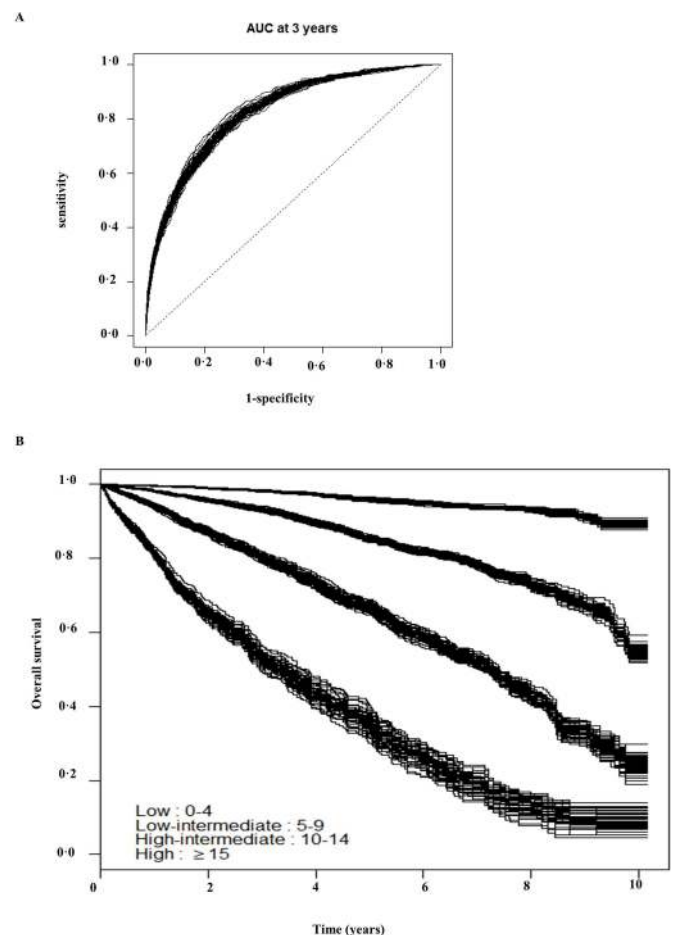 A
AUC at 3 years
1·0
0·8
0·6
0·4
0·2
0·0
sensitivity
0·0 0·2 0·4 0·6 0·8 1·0
1-specificity
B
1·0
0·8
0·6
0·4
0·2
0·0
Overall survival
Low : 0-4
Low-intermediate : 5-9
High-intermediate : 10-14
High : ≥15
0 2 4 6 8 10
Time (years)